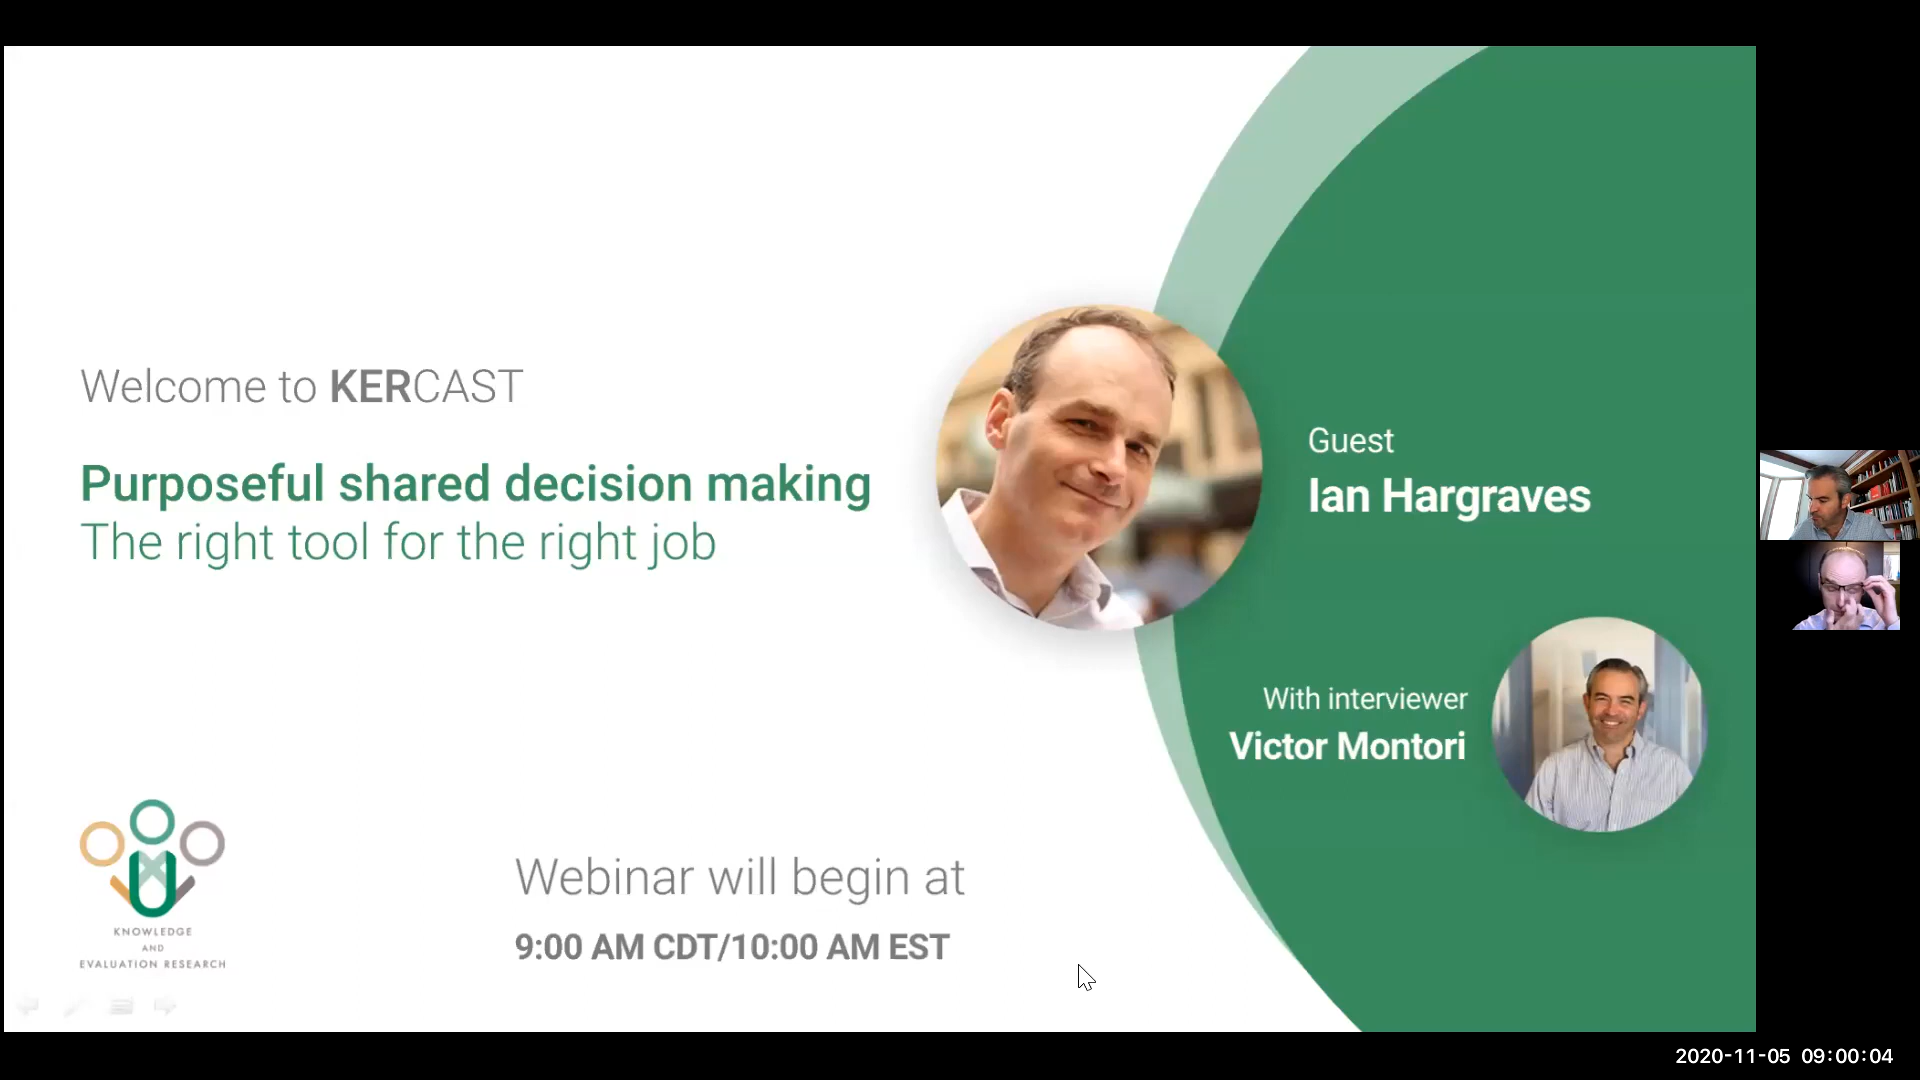 Welcome to KERCAST
Purposeful shared decision making
The right tool for the right job
Guest
Ian Hargraves
With interviewer
Victor Montori
KNOWLEDGE
AND
EVALUATION RESEARCH
Webinar will begin at
9:00 AM CDT/10:00 AM EST
2020-11-05 09:00:04